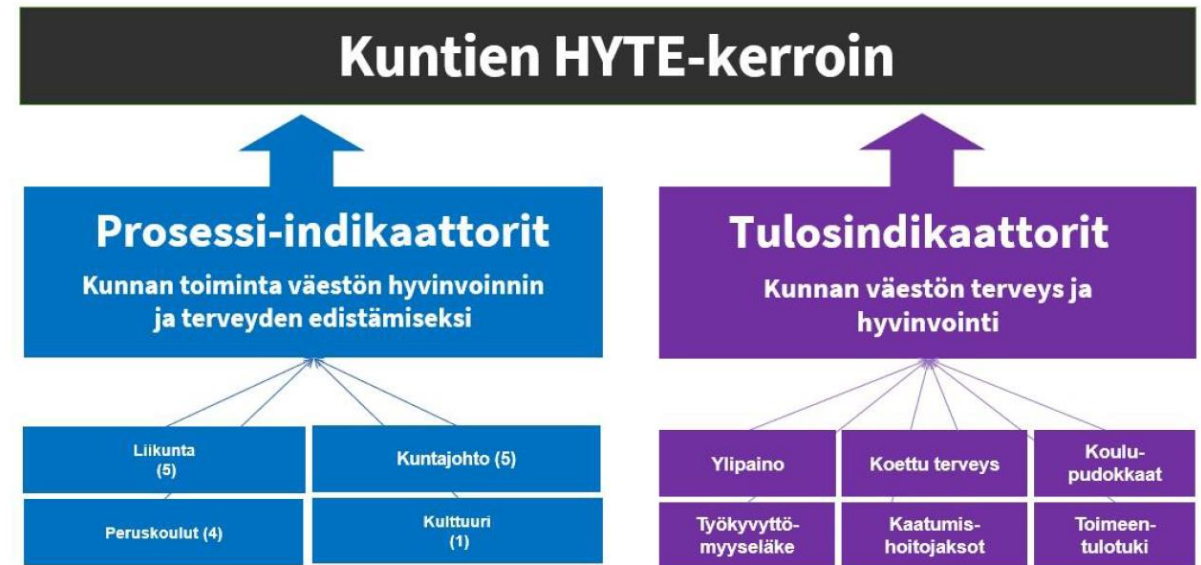 Kuntien HYTE-kerroin
Prosessi-indikaattorit
Kunnan toiminta väestön hyvinvoinnin
ja terveyden edistämiseksi
Tulosindikaattorit
Kunnan väestön terveys ja
hyvinvointi
Liikunta
(5)
Kuntajohto (5)
Peruskoulut (4)
Kulttuuri
(1)
Ylipaino
Koettu terveys
Koulu-
pudokkaat
Työkyvyttö-
myyseläke
Kaatumis-
hoitojaksot
Toimeen-
tulotuki